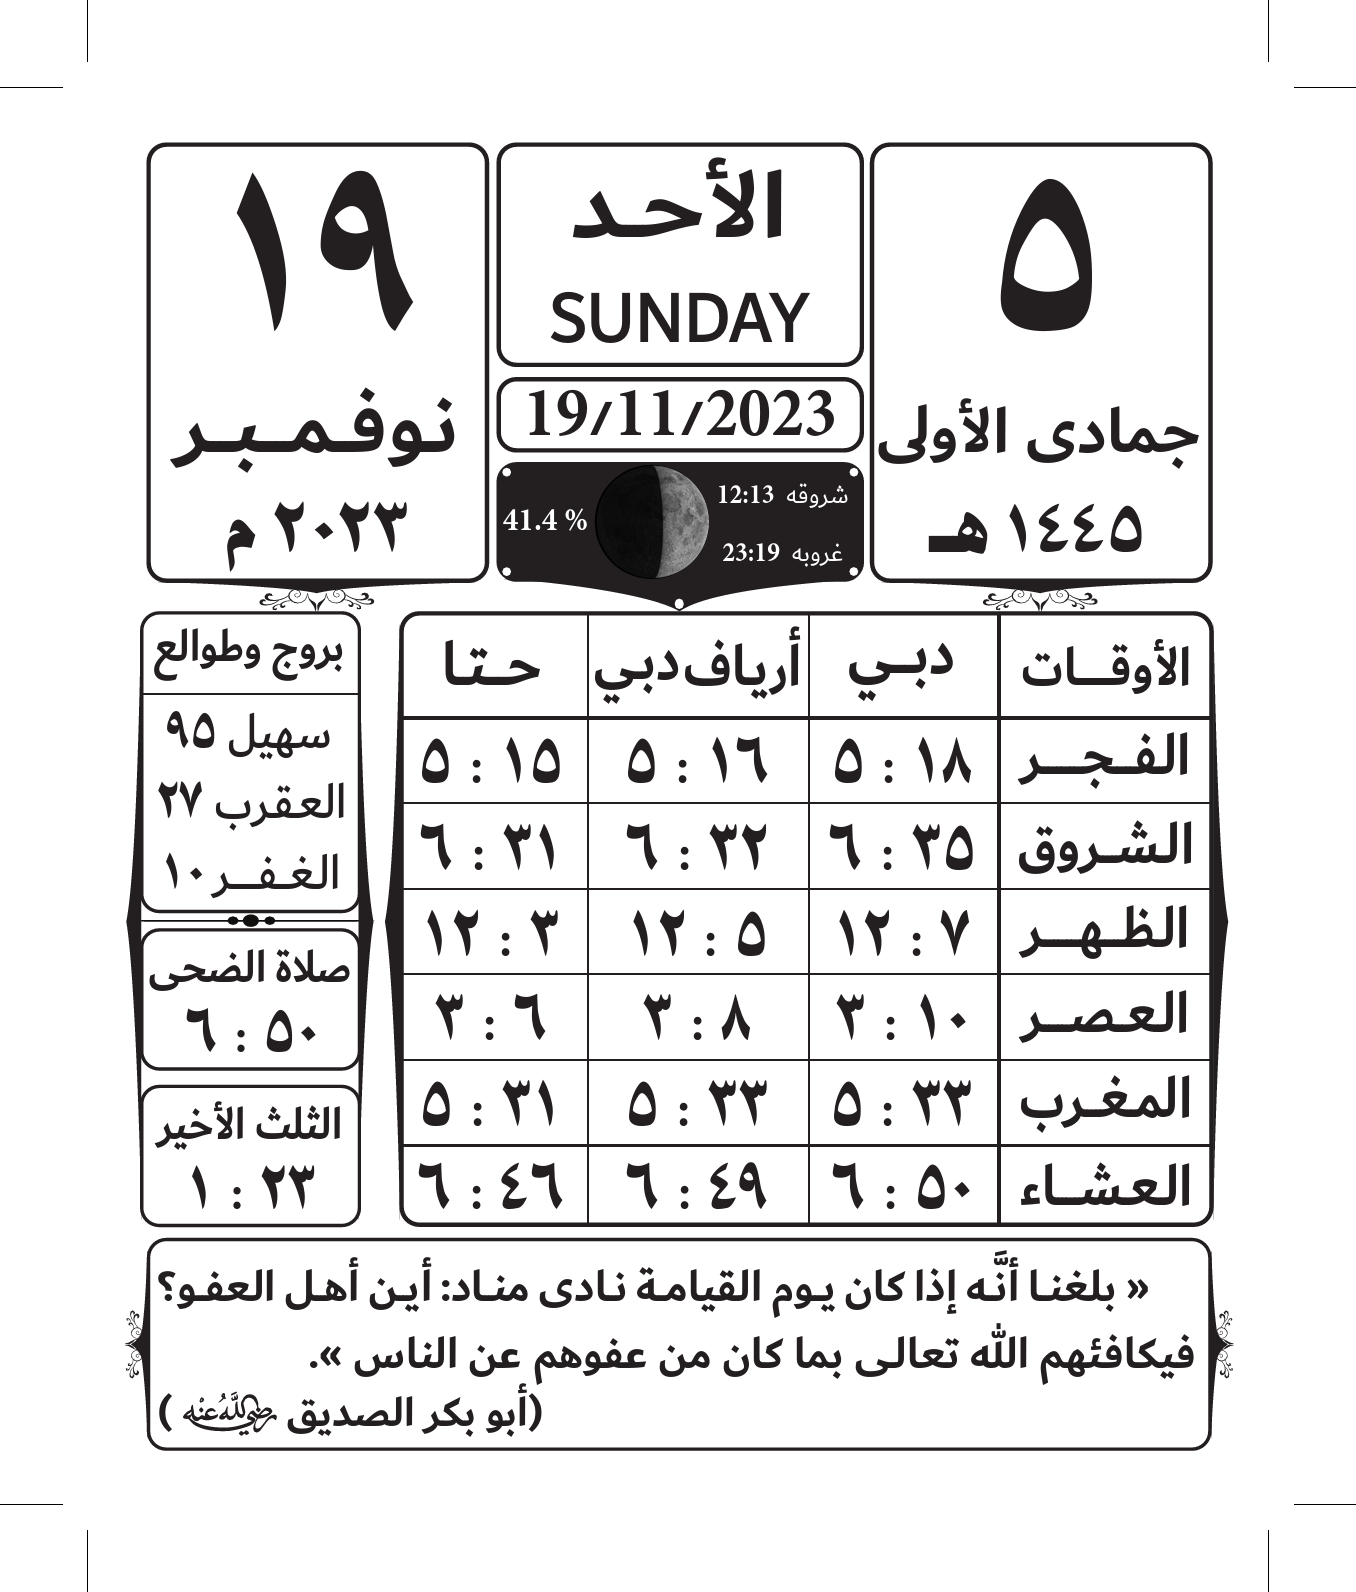 ٥
جمادى الأولى
١٤٤٥ هـ
الأحد
SUNDAY
19/11/2023
شروقه 12:13
غروبه 23:19
41.4 %
١٩
نوفمبر
٢٠٢٣ م
الأوقات دبي أرياف دبي حتا
الفجر ١٨ : ٥ ١٦ : ٥ ١٥ : ٥
الشروق ٣٥ : ٦ ٣٢ : ٦ ٣١ : ٦
الظهر ٧ : ١٢ ٥ : ١٢ ٣ : ١٢
العصر ١٠ : ٣ ٨ : ٣ ٦ : ٣
المغرب ٣٣ : ٥ ٣٣ : ٥ ٣١ : ٥
العشاء ٥٠ : ٦ ٤٩ : ٦ ٤٦ : ٦
بروج وطوالع
سهيل ٩٥
العقرب ٢٧
الغفر ١٠
صلاة الضحى
٥٠ : ٦
الثلث الأخير
٢٣ : ١
« بلغنا أنَّه إذا كان يوم القيامة نادى مناد: أين أهل العفو؟
فيكافئهم الله تعالى بما كان من عفوهم عن الناس ».
(أبو بكر الصديق رضي الله عنه )